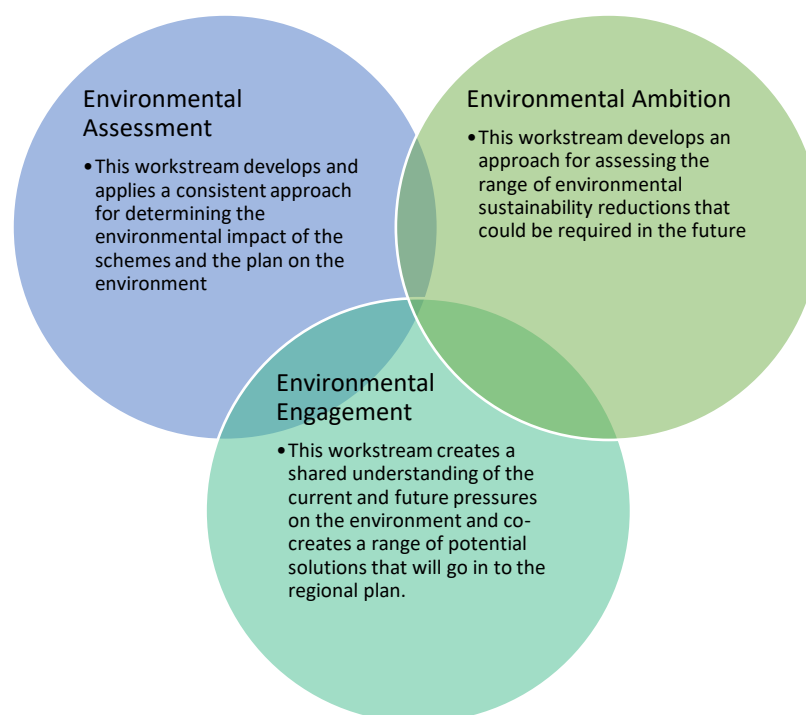 Environmental
Assessment
•This workstream develops and
applies a consistent approach
for determining the
environmental impact of the
schemes and the plan on the
environment
Environmental Ambition
•This workstream develops an
approach for assessing the
range of environmental
sustainability reductions that
could be required in the future
Environmental
Engagement
•This workstream creates a
shared understanding of the
current and future pressures
on the environment and co-
creates a range of potential
solutions that will go in to the
regional plan.